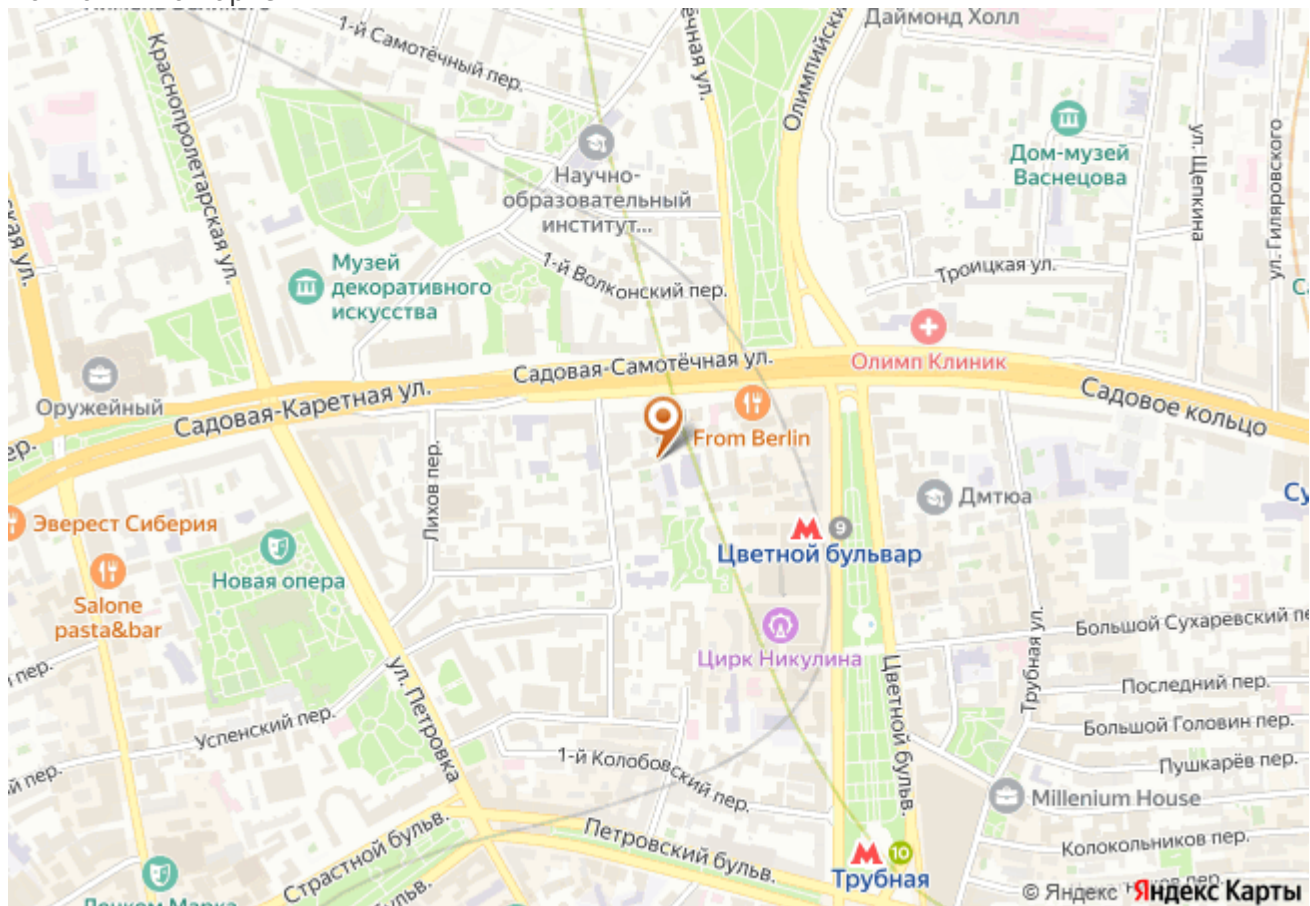 Даймонд Холл
1-й Самотёчный пер.
Краснопролетарская ул.
Олимпийский
ул. Щепкина
ул. Гиляровского
Научно-
образовательный
институт...
Дом-музей
Васнецова
Музей
декоративного
искусства
1-й Волконский пер.
Троицкая ул.
Олимп Клиник
Садовая-Самотёчная ул.
Оружейный
Садовая-Каретная ул.
Садовое кольцо
From Berlin
Лихов пер.
Эверест Сиберия
Новая опера
Salone
pasta&bar
Дмтюа
9
Цветной бульвар
Цирк Никулина
Большой Сухаревский пе
Трубная ул.
Последний пер.
Большой Головин пер.
Пушкарёв пер.
Успенский пер.
ул. Петровка
1-й Колобовский пер.
Цветной бульв.
Millenium House
Колокольников пер.
Страстной бульв.
Петровский бульв.
10
Трубная
© Яндекс Яндекс Карты